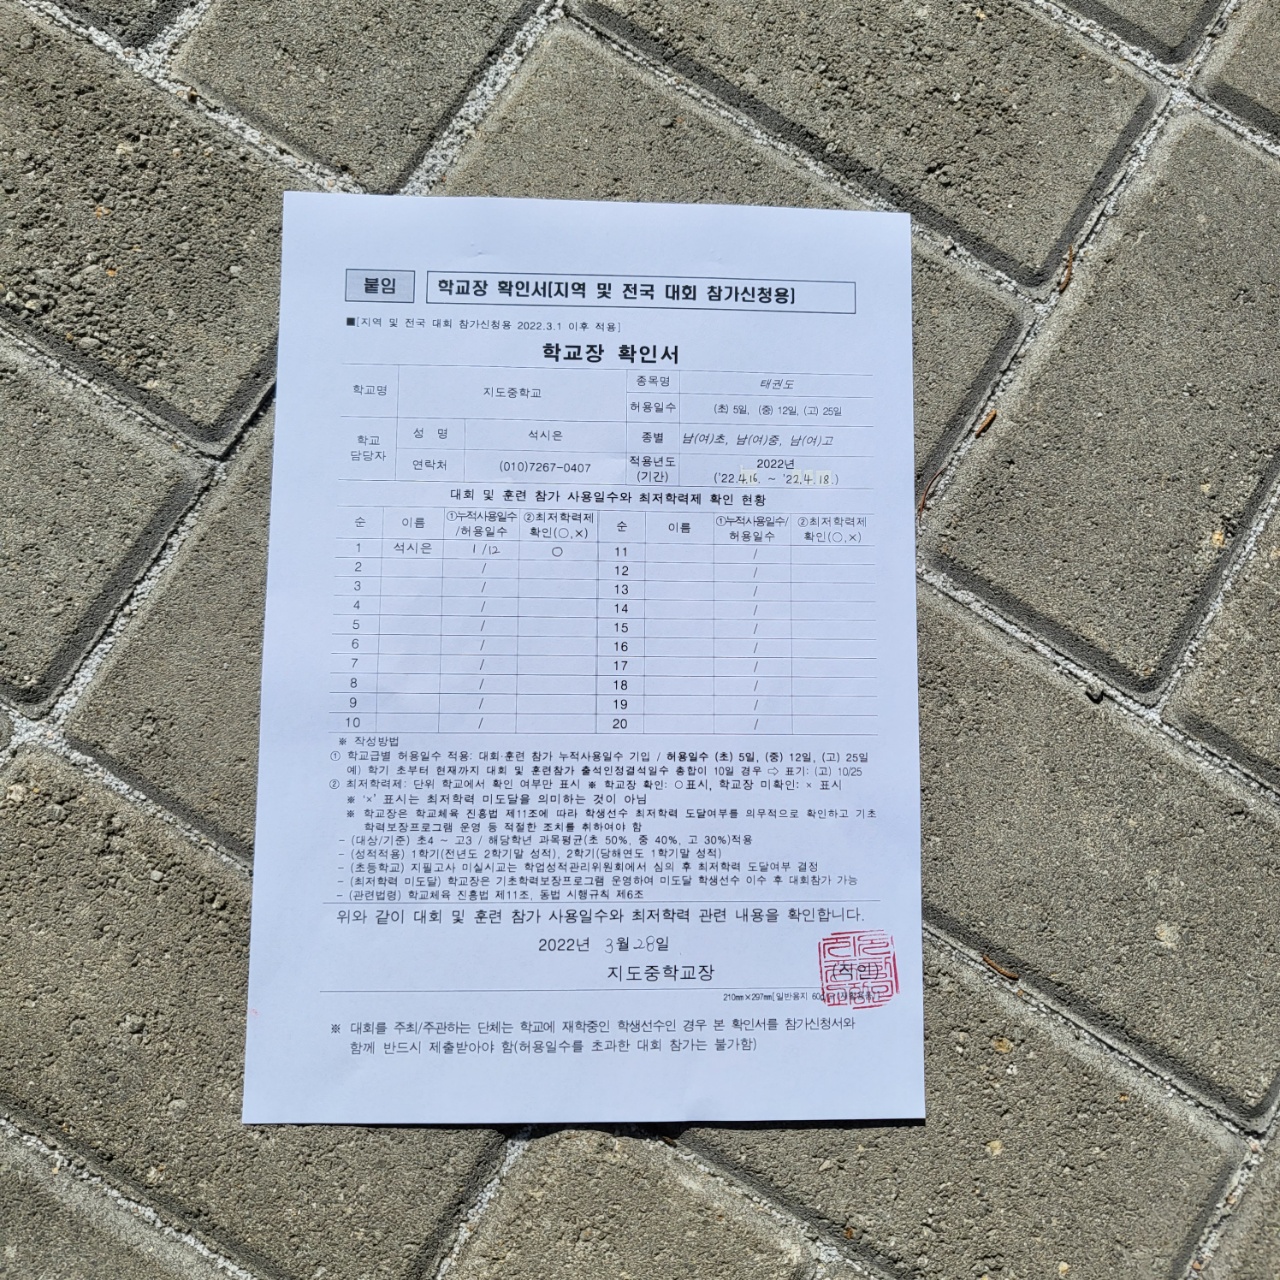 붙임 학교장 확인서[지역 및 전국 대회 참가신청용]
■[지역 및 전국 대회 참가신청용 2022.3.1 이후 적용]
학교장 확인서
학교명 지도중학교 종목명 태권도
허용일수 (초) 5일, (중) 12일, (고) 25일
학교 담당자 성 명 석시은 종별 남(여)초, 남(여)중, 남(여)고
연락처 (010)7267-0407 적용년도 (기간) 2022년
('22.4.16. ~ '22.4.18.)
대회 및 훈련 참가 사용일수와 최저학력제 확인 현황
순 이름 ①누적사용일수/허용일수 ②최저학력제 확인(○,×) 순 이름 ①누적사용일수/허용일수 ②최저학력제 확인(○,×)
1 석시은 1/12 ○ 11 /
2 / 12 /
3 / 13 /
4 / 14 /
5 / 15 /
6 / 16 /
7 / 17 /
8 / 18 /
9 / 19 /
10 / 20 /
※ 작성방법
① 학교급별 허용일수 적용: 대회·훈련 참가 누적사용일수 기입 / 허용일수 (초) 5일, (중) 12일, (고) 25일
예) 학기 초부터 현재까지 대회 및 훈련참가 출석인정결석일수 총합이 10일 경우 ⇨ 표기: (고) 10/25
② 최저학력제: 단위 학교에서 확인 여부만 표시 ※ 학교장 확인: ○표시, 학교장 미확인: × 표시
※ '×' 표시는 최저학력 미도달을 의미하는 것이 아님
※ 학교장은 학교체육 진흥법 제11조에 따라 학생선수 최저학력 도달여부를 의무적으로 확인하고 기초
학력보장프로그램 운영 등 적절한 조치를 취하여야 함
- (대상/기준) 초4 ~ 고3 / 해당학년 과목평균(초 50%, 중 40%, 고 30%)적용
- (성적적용) 1학기(전년도 2학기말 성적), 2학기(당해연도 1학기말 성적)
- (초등학교) 지필고사 미실시교는 학업성적관리위원회에서 심의 후 최저학력 도달여부 결정
- (최저학력 미도달) 학교장은 기초학력보장프로그램 운영하여 미도달 학생선수 이수 후 대회참가 가능
- (관련법령) 학교체육 진흥법 제11조, 동법 시행규칙 제6조
위와 같이 대회 및 훈련 참가 사용일수와 최저학력 관련 내용을 확인합니다.
2022년 3월 28일
지도중학교장 (직인)
210㎜×297㎜[일반용지 60g/
※ 대회를 주최/주관하는 단체는 학교에 재학중인 학생선수인 경우 본 확인서를 참가신청서와
함께 반드시 제출받아야 함(허용일수를 초과한 대회 참가는 불가함)